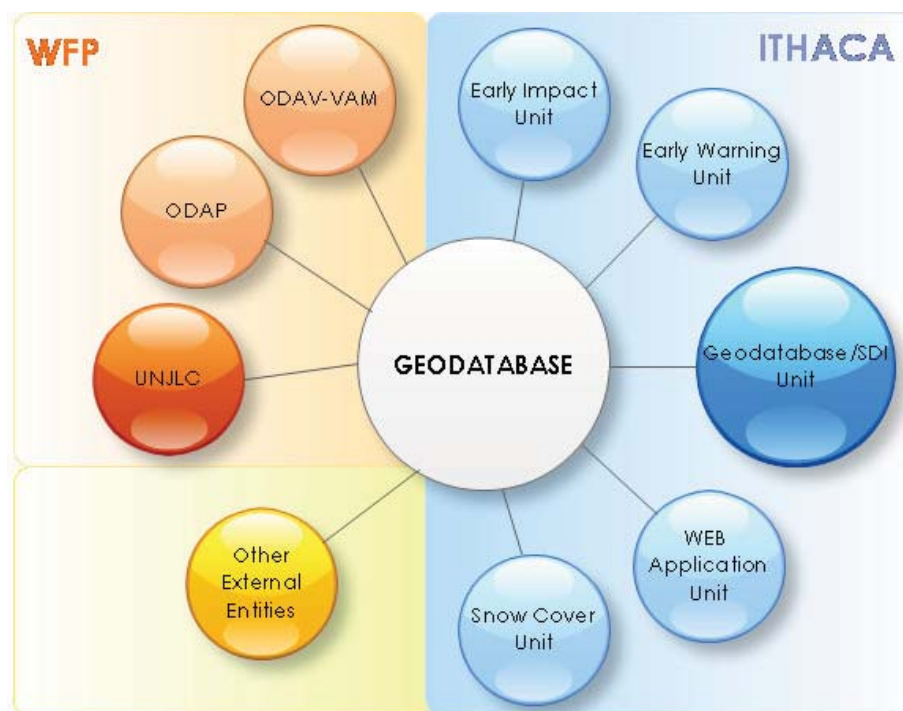 WFP
ITHACA
ODAV-VAM
Early Impact
Unit
Early Warning
Unit
ODAP
GEODATABASE
Geodatabase/SDI
Unit
UNJLC
Other
External
Entities
Snow Cover
Unit
WEB
Application
Unit